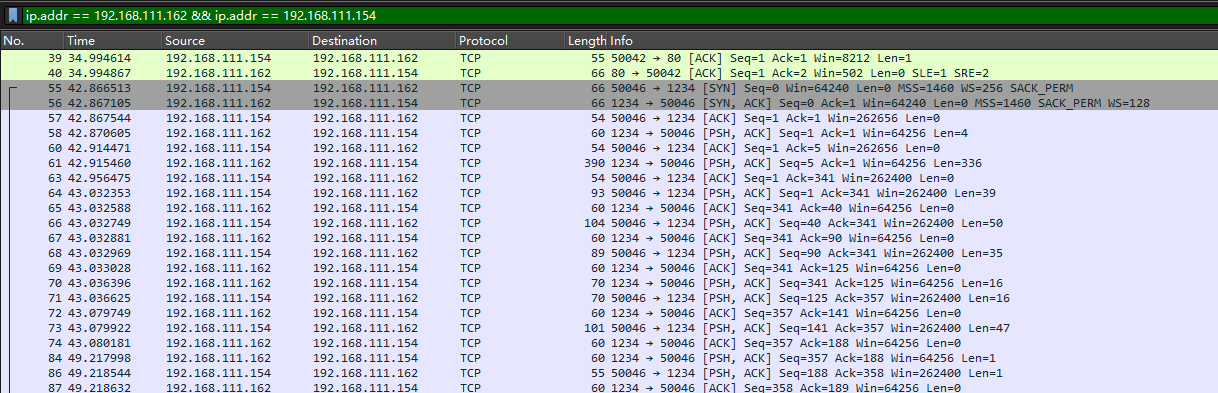 ip.addr == 192.168.111.162 && ip.addr == 192.168.111.154
No. Time Source Destination Protocol Length Info
39 34.994614 192.168.111.154 192.168.111.162 TCP 55 50042 → 80 [ACK] Seq=1 Ack=1 Win=8212 Len=1
40 34.994867 192.168.111.162 192.168.111.154 TCP 66 80 → 50042 [ACK] Seq=1 Ack=2 Win=502 Len=0 SLE=1 SRE=2
55 42.866513 192.168.111.154 192.168.111.162 TCP 66 50046 → 1234 [SYN] Seq=0 Win=64240 Len=0 MSS=1460 WS=256 SACK_PERM
56 42.867105 192.168.111.162 192.168.111.154 TCP 66 1234 → 50046 [SYN, ACK] Seq=0 Ack=1 Win=64240 Len=0 MSS=1460 SACK_PERM WS=128
57 42.867544 192.168.111.154 192.168.111.162 TCP 54 50046 → 1234 [ACK] Seq=1 Ack=1 Win=262656 Len=0
58 42.870605 192.168.111.162 192.168.111.154 TCP 60 1234 → 50046 [PSH, ACK] Seq=1 Ack=1 Win=64256 Len=4
60 42.914471 192.168.111.154 192.168.111.162 TCP 54 50046 → 1234 [ACK] Seq=1 Ack=5 Win=262656 Len=0
61 42.915460 192.168.111.162 192.168.111.154 TCP 390 1234 → 50046 [PSH, ACK] Seq=5 Ack=1 Win=64256 Len=336
63 42.956475 192.168.111.154 192.168.111.162 TCP 54 50046 → 1234 [ACK] Seq=1 Ack=341 Win=262400 Len=0
64 43.032353 192.168.111.154 192.168.111.162 TCP 93 50046 → 1234 [PSH, ACK] Seq=1 Ack=341 Win=262400 Len=39
65 43.032588 192.168.111.162 192.168.111.154 TCP 60 1234 → 50046 [ACK] Seq=341 Ack=40 Win=64256 Len=0
66 43.032749 192.168.111.154 192.168.111.162 TCP 104 50046 → 1234 [PSH, ACK] Seq=40 Ack=341 Win=262400 Len=50
67 43.032881 192.168.111.162 192.168.111.154 TCP 60 1234 → 50046 [ACK] Seq=341 Ack=90 Win=64256 Len=0
68 43.032969 192.168.111.154 192.168.111.162 TCP 89 50046 → 1234 [PSH, ACK] Seq=90 Ack=341 Win=262400 Len=35
69 43.033028 192.168.111.162 192.168.111.154 TCP 60 1234 → 50046 [ACK] Seq=341 Ack=125 Win=64256 Len=0
70 43.036396 192.168.111.162 192.168.111.154 TCP 70 1234 → 50046 [PSH, ACK] Seq=341 Ack=125 Win=64256 Len=16
71 43.036625 192.168.111.154 192.168.111.162 TCP 70 50046 → 1234 [PSH, ACK] Seq=125 Ack=357 Win=262400 Len=16
72 43.079749 192.168.111.162 192.168.111.154 TCP 60 1234 → 50046 [ACK] Seq=357 Ack=141 Win=64256 Len=0
73 43.079922 192.168.111.154 192.168.111.162 TCP 101 50046 → 1234 [PSH, ACK] Seq=141 Ack=357 Win=262400 Len=47
74 43.080181 192.168.111.162 192.168.111.154 TCP 60 1234 → 50046 [ACK] Seq=357 Ack=188 Win=64256 Len=0
84 49.217998 192.168.111.162 192.168.111.154 TCP 60 1234 → 50046 [PSH, ACK] Seq=357 Ack=188 Win=64256 Len=1
86 49.218544 192.168.111.154 192.168.111.162 TCP 55 50046 → 1234 [PSH, ACK] Seq=188 Ack=358 Win=262400 Len=1
87 49.218632 192.168.111.162 192.168.111.154 TCP 60 1234 → 50046 [ACK] Seq=358 Ack=189 Win=64256 Len=0